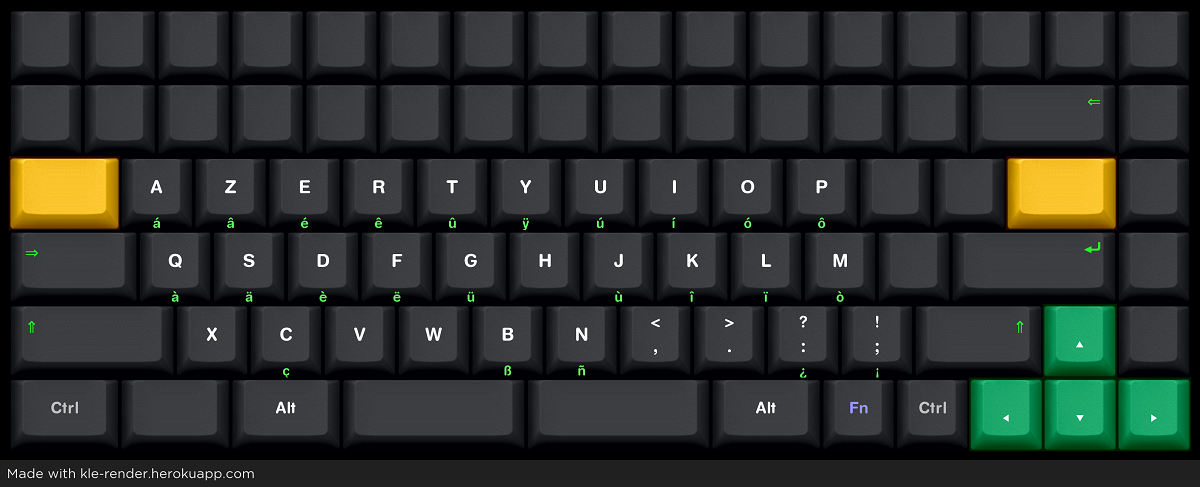 ⇐
A Z E R T Y U I O P
á â é ê û ÿ ú í ó ô
⇒ Q S D F G H J K L M ↵
à ä è ë ü ù î ï ò
⇑ X C V W B N < > ? ! ⇑ ▲
, . : ;
ç ß ñ ¿ ¡
Ctrl Alt Alt Fn Ctrl ◂ ▾ ▸
Made with kle-render.herokuapp.com